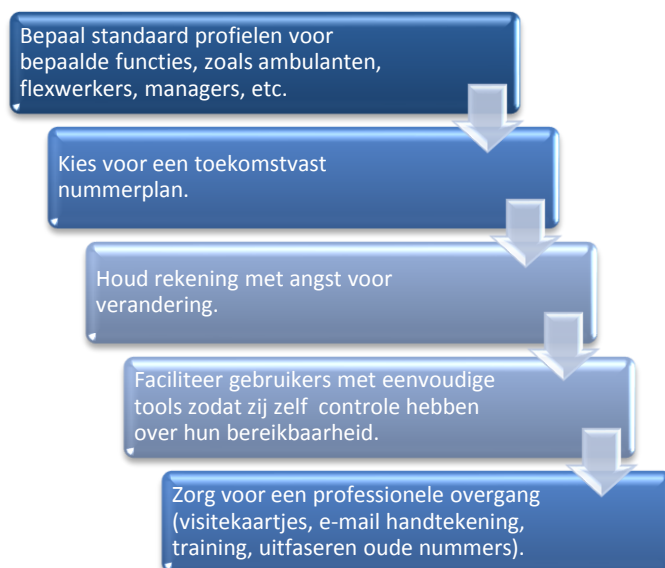 Bepaal standaard profielen voor
bepaalde functies, zoals ambulanten,
flexwerkers, managers, etc.
Kies voor een toekomstvast
nummerplan.
Houd rekening met angst voor
verandering.
Faciliteer gebruikers met eenvoudige
tools zodat zij zelf  controle hebben
over hun bereikbaarheid.
Zorg voor een professionele overgang
(visitekaartjes, e-mail handtekening,
training, uitfaseren oude nummers).